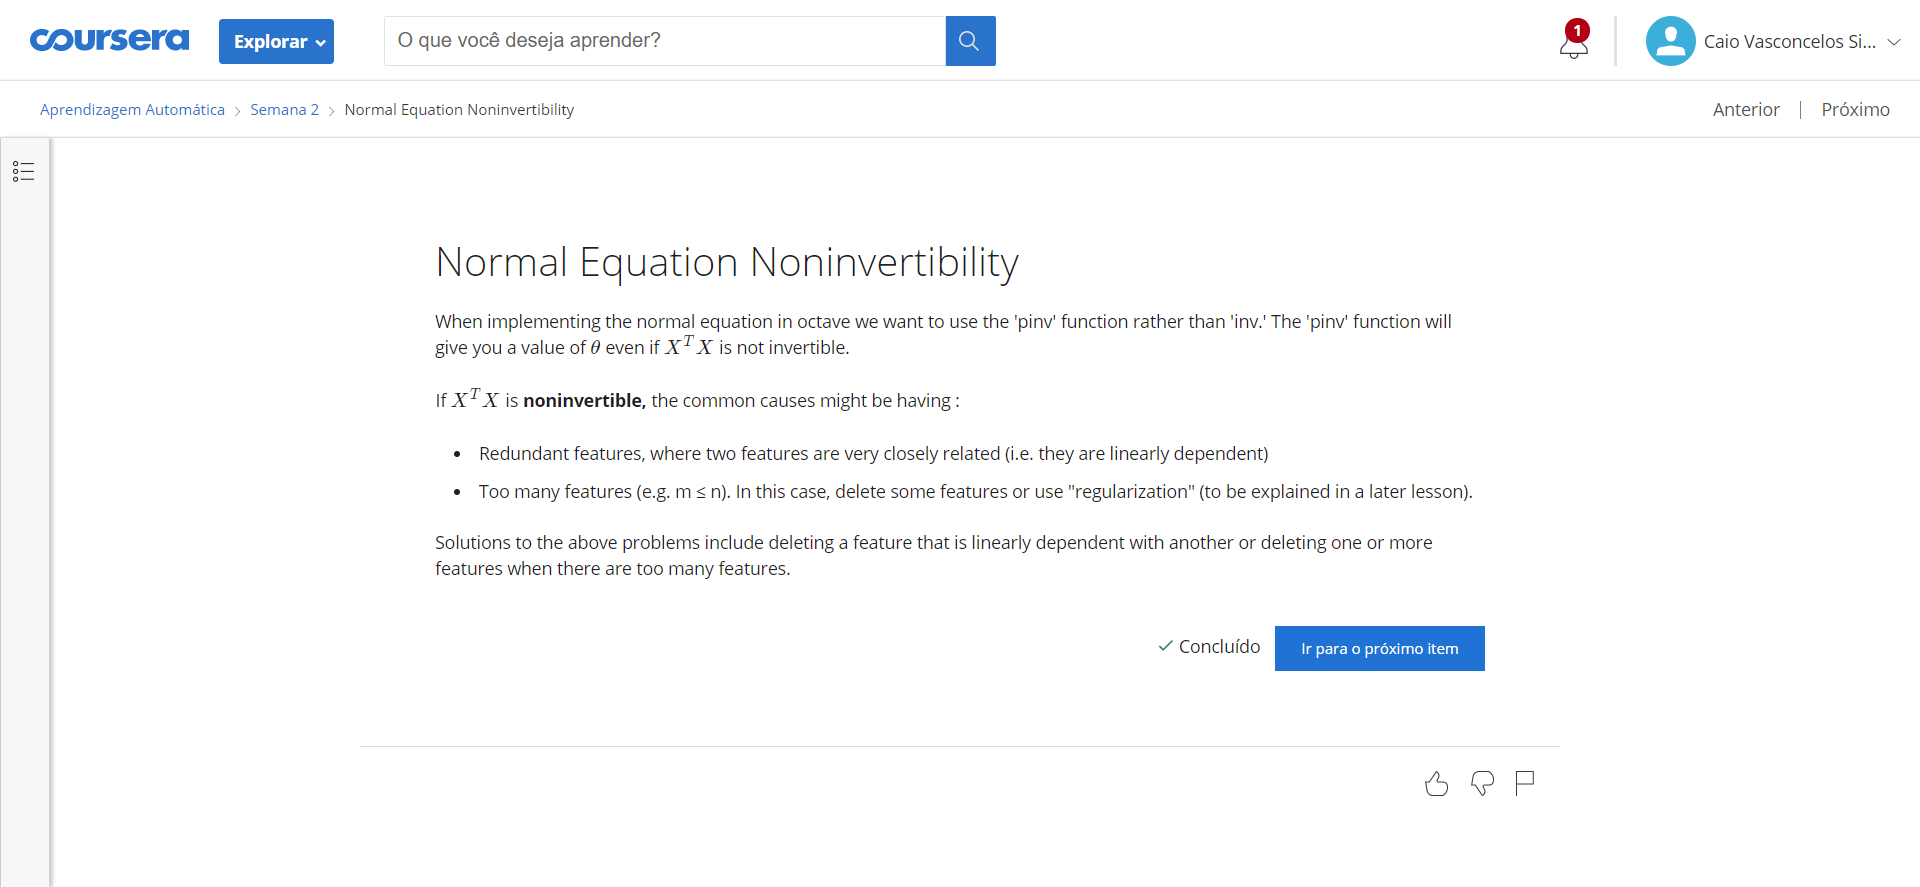 coursera
Explorar
O que você deseja aprender?
1
Caio Vasconcelos Si...
Aprendizagem Automática > Semana 2 > Normal Equation Noninvertibility
Anterior | Próximo
Normal Equation Noninvertibility
When implementing the normal equation in octave we want to use the 'pinv' function rather than 'inv.' The 'pinv' function will
give you a value of θ even if X^T X is not invertible.
If X^T X is noninvertible, the common causes might be having :
• Redundant features, where two features are very closely related (i.e. they are linearly dependent)
• Too many features (e.g. m ≤ n). In this case, delete some features or use "regularization" (to be explained in a later lesson).
Solutions to the above problems include deleting a feature that is linearly dependent with another or deleting one or more
features when there are too many features.
Concluído
Ir para o próximo item